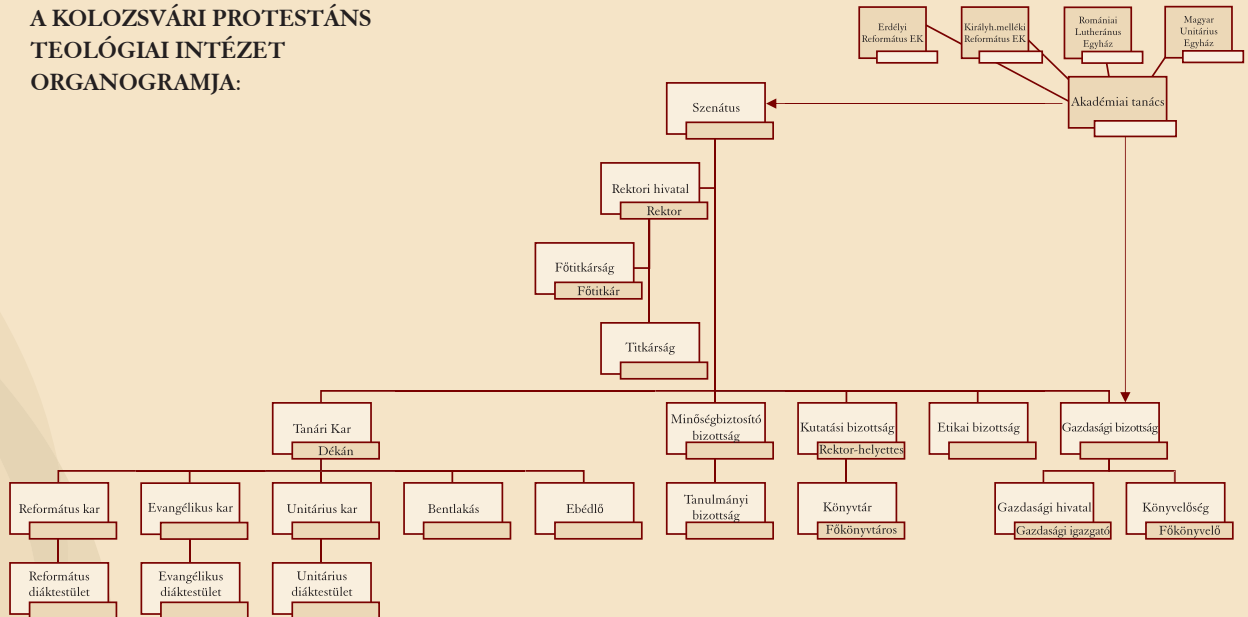 A KOLOZSVÁRI PROTESTÁNS
TEOLÓGIAI INTÉZET
ORGANOGRAMJA:
Erdélyi
Református EK
Királyh.melléki
Református EK
Romániai
Lutheránus
Egyház
Magyar
Unitárius
Egyház
Akadémiai tanács
Szenátus
Rektori hivatal
Rektor
Főtitkárság
Főtitkár
Titkárság
Tanári Kar
Dékán
Minőségbiztosító
bizottság
Kutatási bizottság
Rektor-helyettes
Etikai bizottság
Gazdasági bizottság
Református kar
Evangélikus kar
Unitárius kar
Bentlakás
Ebédlő
Tanulmányi
bizottság
Könyvtár
Főkönyvtáros
Gazdasági hivatal
Gazdasági igazgató
Könyvelőség
Főkönyvelő
Református
diáktestület
Evangélikus
diáktestület
Unitárius
diáktestület